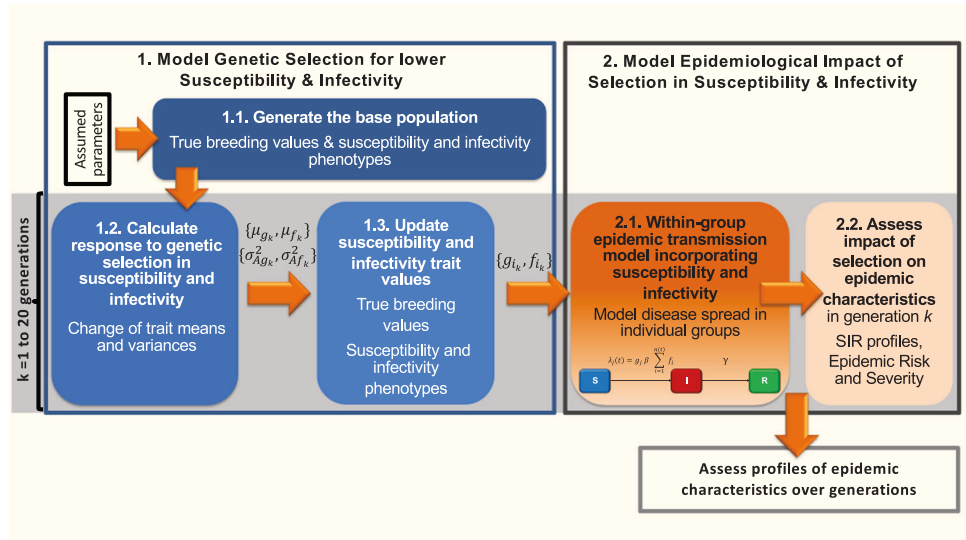 1. Model Genetic Selection for lower
Susceptibility & Infectivity
2. Model Epidemiological Impact of
Selection in Susceptibility & Infectivity
Assumed
parameters
1.1. Generate the base population
True breeding values & susceptibility and infectivity
phenotypes
k =1 to 20 generations
1.2. Calculate
response to genetic
selection in
susceptibility and
infectivity
Change of trait means
and variances
{μ_{g_k}, μ_{f_k}}
{σ²_{Ag_k}, σ²_{Af_k}}
1.3. Update
susceptibility and
infectivity trait
values
True breeding
values
Susceptibility and
infectivity
phenotypes
{g_{i_k}, f_{i_k}}
2.1. Within-group
epidemic transmission
model incorporating
susceptibility and
infectivity
Model disease spread in
individual groups
λ_j(t) = g_j β ∑_{i=1}^{n(t)} f_i
γ
S
I
R
2.2. Assess
impact of
selection on
epidemic
characteristics
in generation k
SIR profiles,
Epidemic Risk
and Severity
Assess profiles of epidemic
characteristics over generations